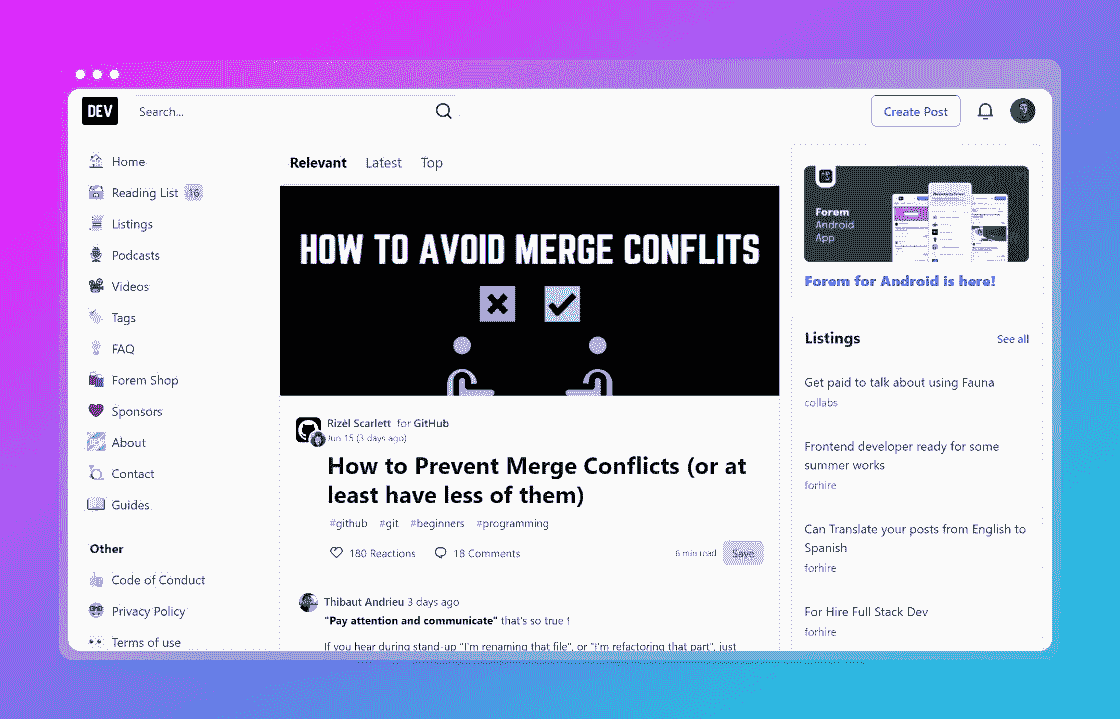 DEV
Search...
Create Post
Home
Reading List 16
Listings
Podcasts
Videos
Tags
FAQ
Forem Shop
Sponsors
About
Contact
Guides
Other
Code of Conduct
Privacy Policy
Terms of use
Relevant Latest Top
HOW TO AVOID MERGE CONFLITS
Rizèl Scarlett for GitHub
Jun 15 (3 days ago)
How to Prevent Merge Conflicts (or at
least have less of them)
#github #git #beginners #programming
180 Reactions 18 Comments 6 min read Save
Thibaut Andrieu 3 days ago
"Pay attention and communicate" that's so true !
If you hear during stand-up "I'm renaming that file", or "I'm refactoring that part", just
Forem
Android
App
Forem for Android is here!
Listings See all
Get paid to talk about using Fauna
collabs
Frontend developer ready for some
summer works
forhire
Can Translate your posts from English to
Spanish
forhire
For Hire Full Stack Dev
forhire